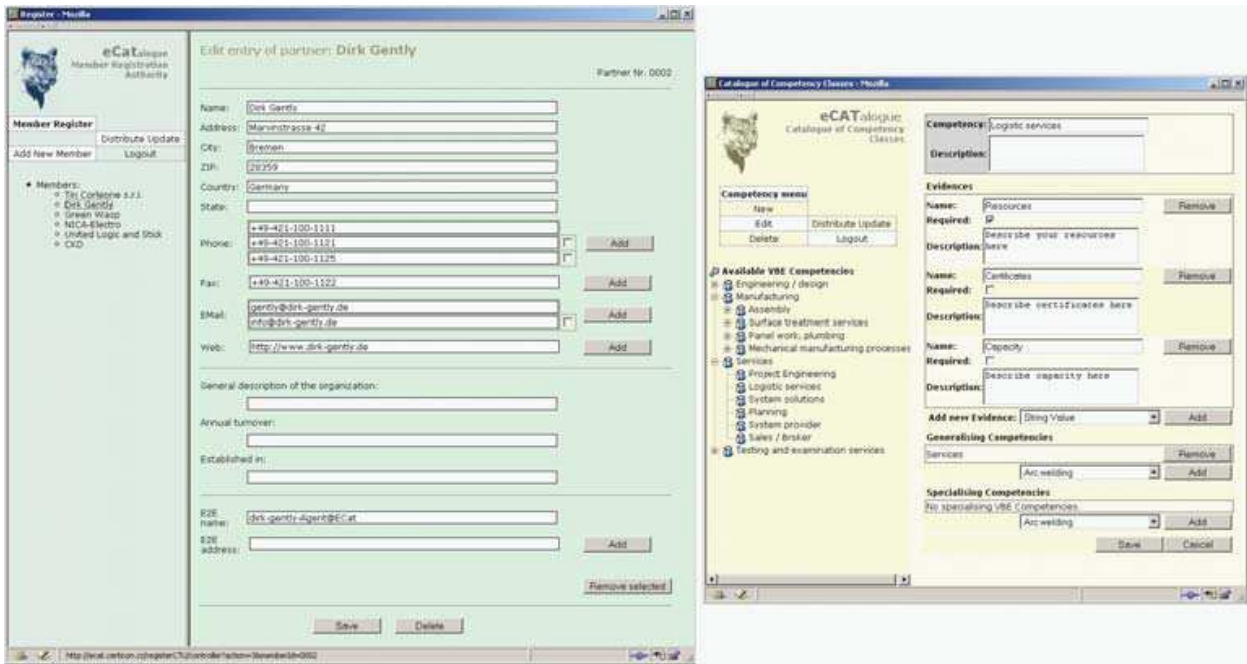 Register - Mozilla
eCatalogue
Member Registration
Authority
Member Register
Distribute Update
Add New Member
Logout
Members:
Tin Corleone s.r.l.
Dirk Gently
Green Wasp
NICA-Electro
United Logic and Stick
CKD
Edit entry of partner: Dirk Gently
Partner Nr. 0002
Name: Dirk Gently
Address: Marvinstrasse 42
City: Bremen
ZIP: 28359
Country: Germany
State:
+49-421-100-1111
Phone: +49-421-100-1121 Add
+49-421-100-1125
Fax: +49-421-100-1122 Add
gently@dirk-gently.de
EMail: Add
info@dirk-gently.de
Web: http://www.dirk-gently.de Add
General description of the organization:
Annual turnover:
Established in:
E2E
name: dirk-gently-Agent@ECat
E2E
address: Add
Remove selected
Save Delete
Catalogue of Competency Classes - Mozilla
eCATalogue
Catalogue of Competency
Classes
Competency menu
New
Edit Distribute Update
Delete Logout
Available VBE Competencies
Engineering / design
Manufacturing
Assembly
Surface treatment services
Panel work, plumbing
Mechanical manufacturing processes
Services
Project Engineering
Logistic services
System solutions
Planning
System provider
Sales / Broker
Testing and examination services
Competency: Logistic services
Description:
Evidences
Name: Resources Remove
Required:
Describe your resources
Description: here
Name: Certificates Remove
Required:
Describe certificates here
Description:
Name: Capacity Remove
Required:
Describe capacity here
Description:
Add new Evidence: String Value Add
Generalising Competencies
Services Remove
Arc welding Add
Specialising Competencies
No specialising VBE Competencies.
Arc welding Add
Save Cancel